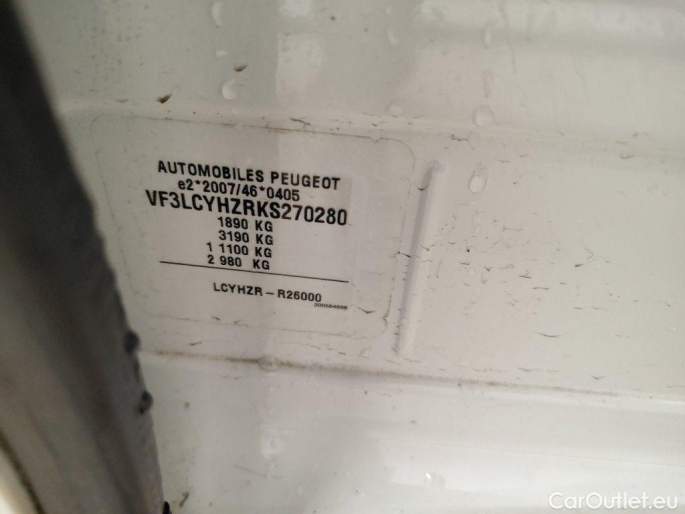 AUTOMOBILES PEUGEOT
e2*2007/46*0405
VF3LCYHZRKS270280
1890 KG
3190 KG
1 1100 KG
2 980 KG
LCYHZR-R26000
CarOutlet.eu